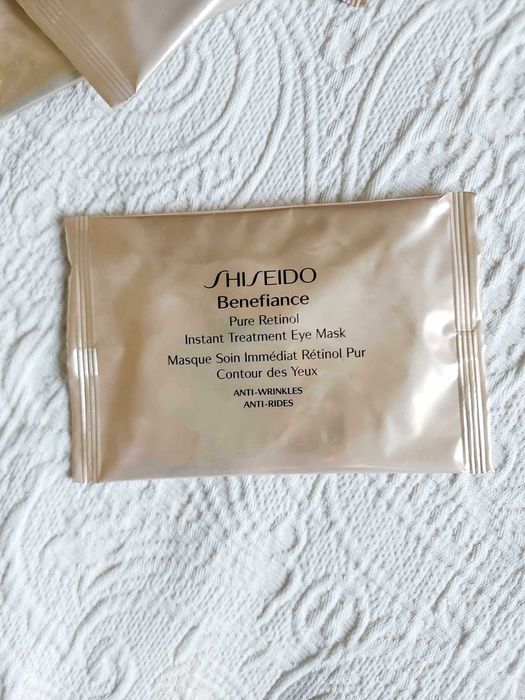 SHISEIDO
Benefiance
Pure Retinol
Instant Treatment Eye Mask
Masque Soin Immédiat Rétinol Pur
Contour des Yeux
ANTI-WRINKLES
ANTI-RIDES